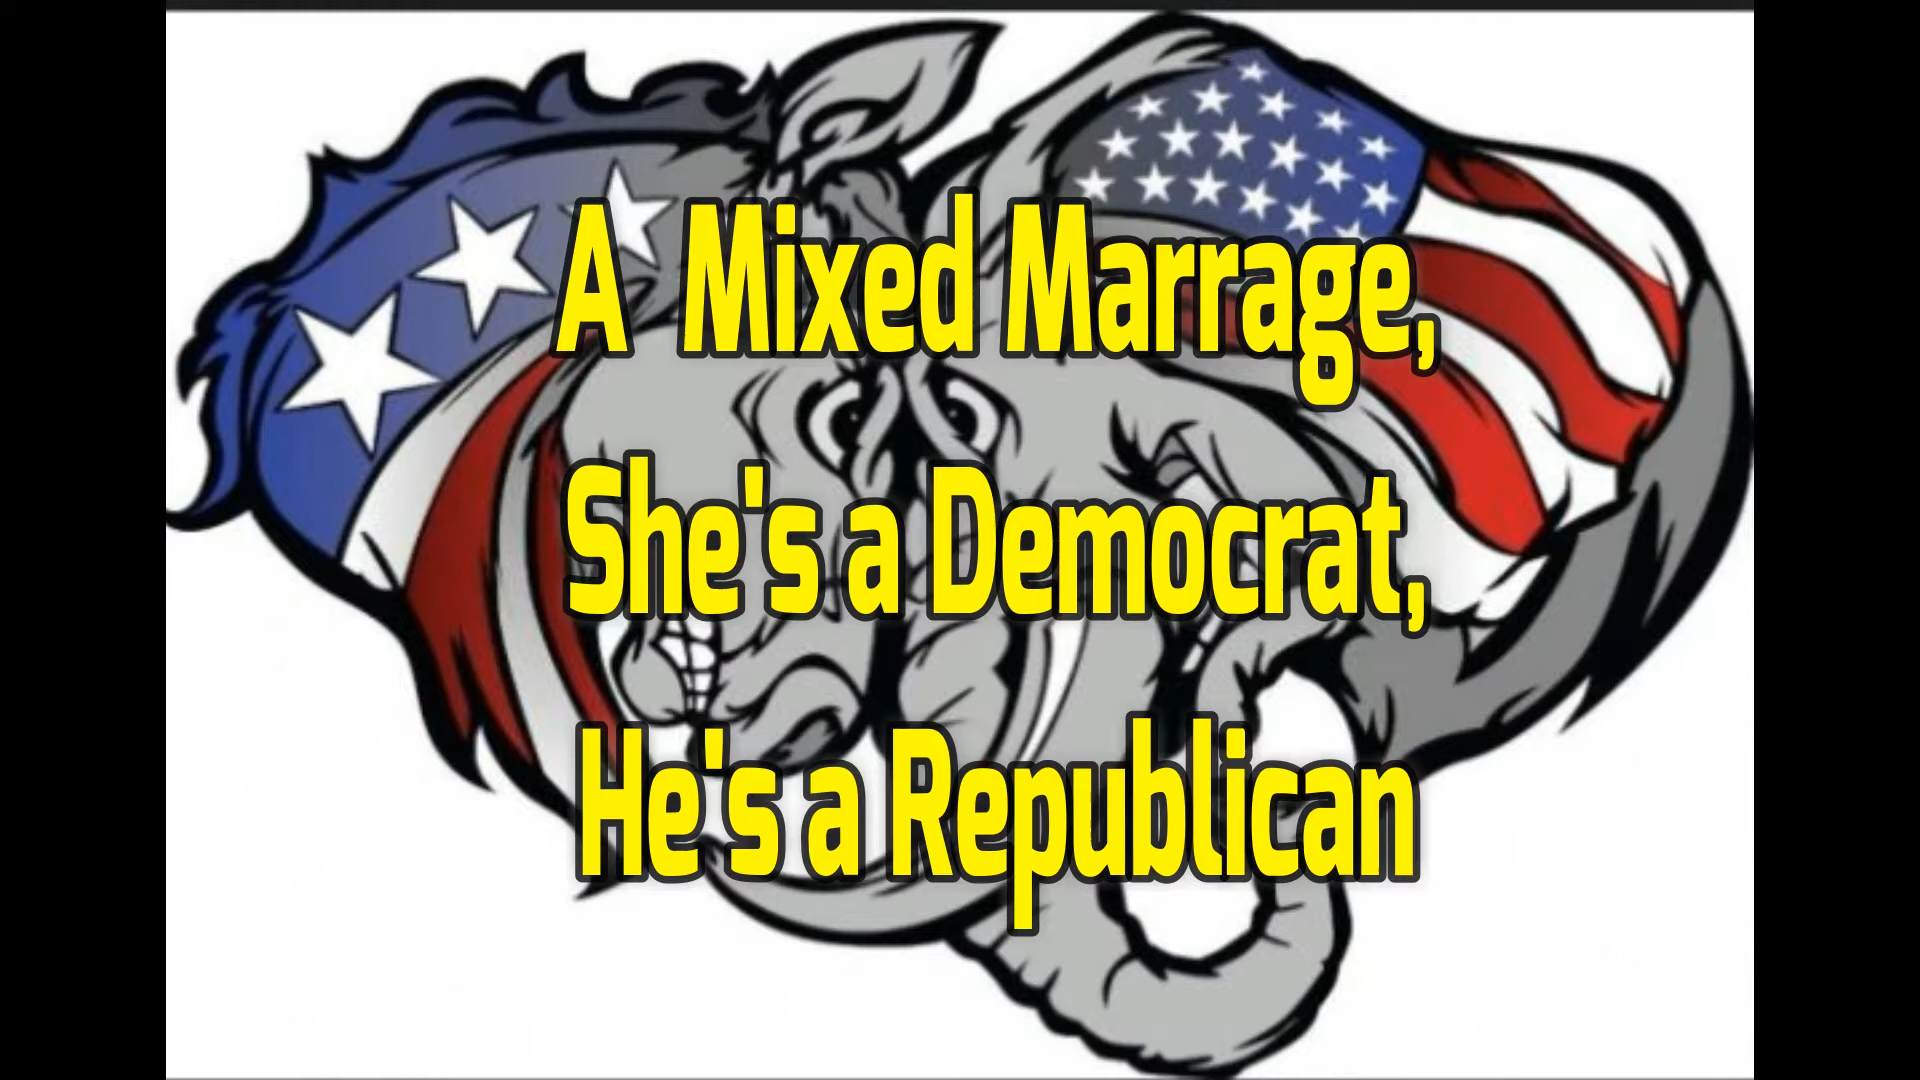 A Mixed Marrage,
She's a Democrat,
He's a Republican